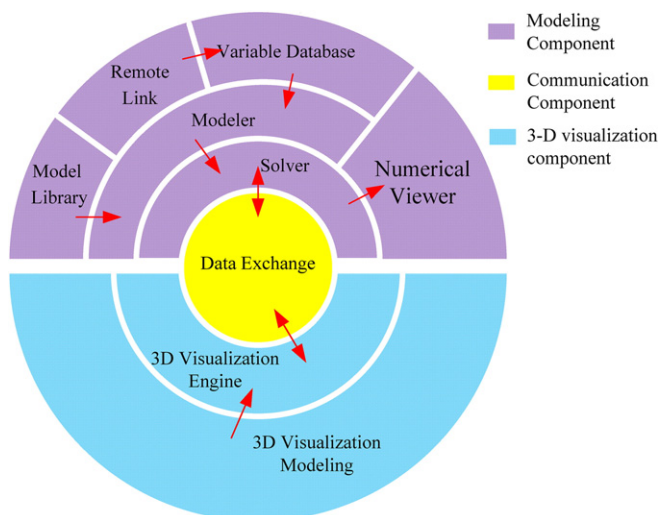 Variable Database
Remote
Link
Modeler
Model
Library
Solver
Numerical
Viewer
Data Exchange
3D Visualization
Engine
3D Visualization
Modeling
Modeling
Component
Communication
Component
3-D visualization
component